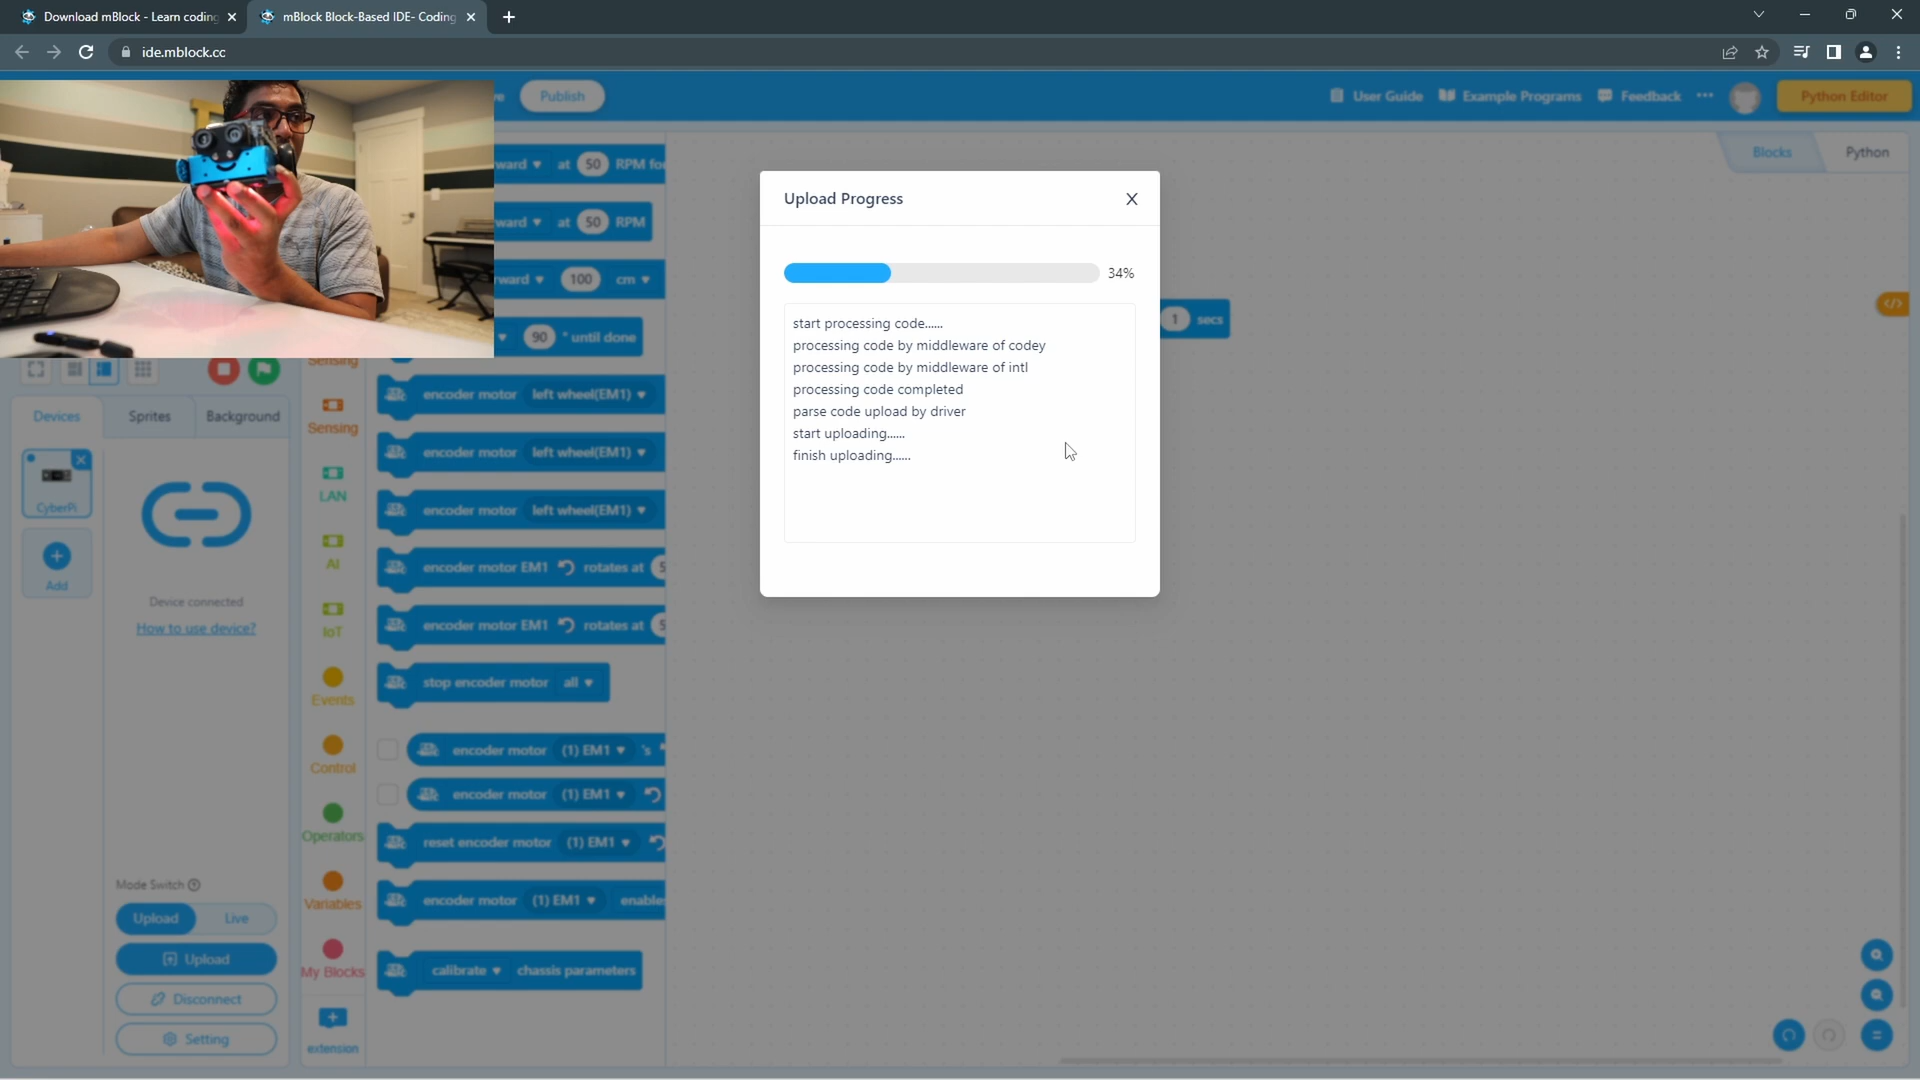 Download mBlock - Learn coding
mBlock Block-Based IDE- Coding
ide.mblock.cc
Publish
User Guide
Example Programs
Feedback
Python Editor
Blocks
Python
ward at 50 RPM for
ward at 50 RPM
ward 100 cm
90 ° until done
1 secs
Upload Progress
34%
start processing code......
processing code by middleware of codey
processing code by middleware of intl
processing code completed
parse code upload by driver
start uploading......
finish uploading......
Devices
Sprites
Background
CyberPi
Add
Device connected
How to use device?
Mode Switch
Upload
Live
Upload
Disconnect
Setting
Sensing
Sensing
LAN
AI
IoT
Events
Control
Operators
Variables
My Blocks
extension
encoder motor left wheel(EM1)
encoder motor left wheel(EM1)
encoder motor left wheel(EM1)
encoder motor EM1 rotates at 5
encoder motor EM1 rotates at 5
stop encoder motor all
encoder motor (1) EM1 's
encoder motor (1) EM1
reset encoder motor (1) EM1
encoder motor (1) EM1 enable
calibrate chassis parameters